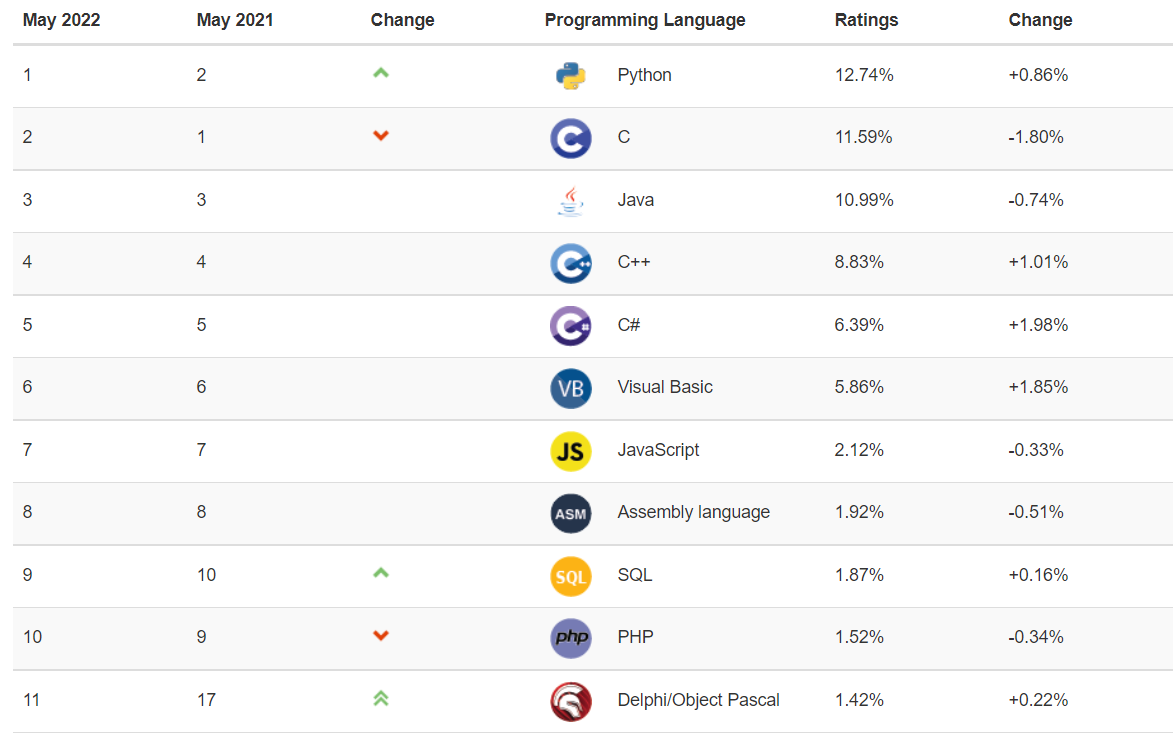 May 2022 May 2021 Change Programming Language Ratings Change
1 2 Python 12.74% +0.86%
2 1 C C 11.59% -1.80%
3 3 Java 10.99% -0.74%
4 4 C++ C++ 8.83% +1.01%
5 5 C# C# 6.39% +1.98%
6 6 VB Visual Basic 5.86% +1.85%
7 7 JS JavaScript 2.12% -0.33%
8 8 ASM Assembly language 1.92% -0.51%
9 10 SQL SQL 1.87% +0.16%
10 9 php PHP 1.52% -0.34%
11 17 Delphi/Object Pascal 1.42% +0.22%